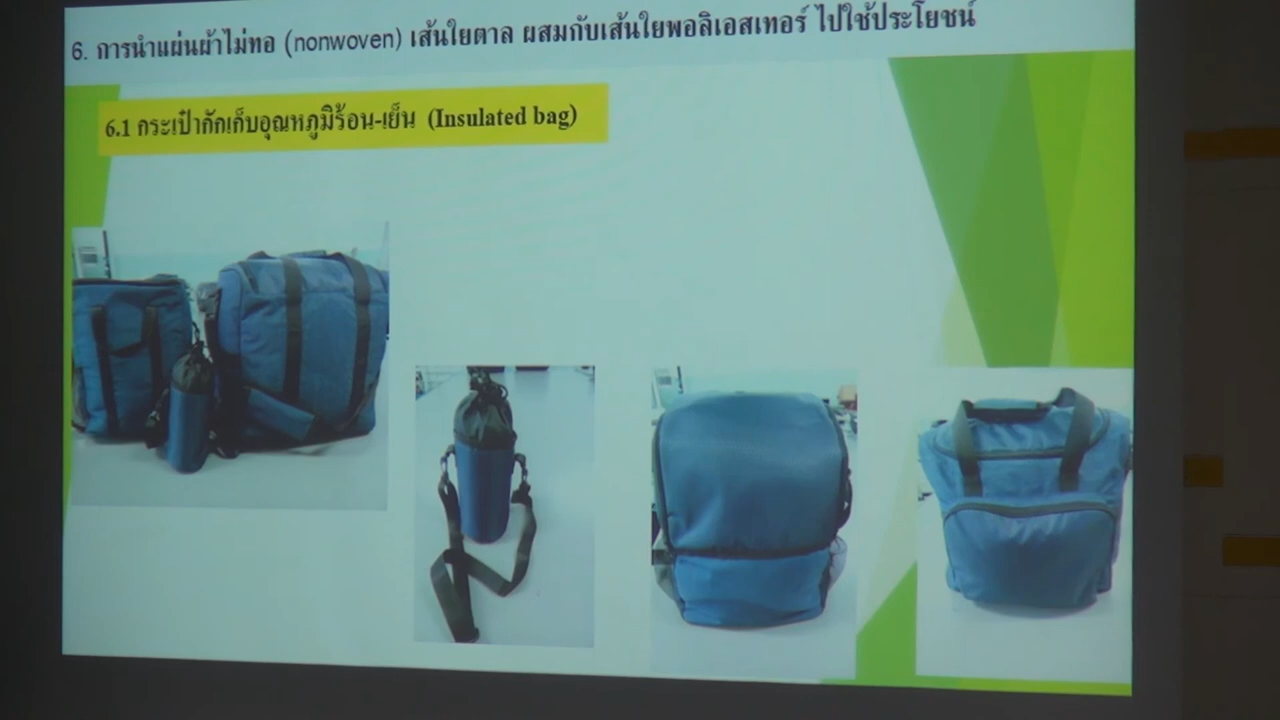 6. การนำแผ่นผ้าไม่ทอ (nonwoven) เส้นใยตาล ผสมกับเส้นใยพอลิเอสเทอร์ ไปใช้ประโยชน์
6.1 กระเป๋ากักเก็บอุณหภูมิร้อน-เย็น (Insulated bag)